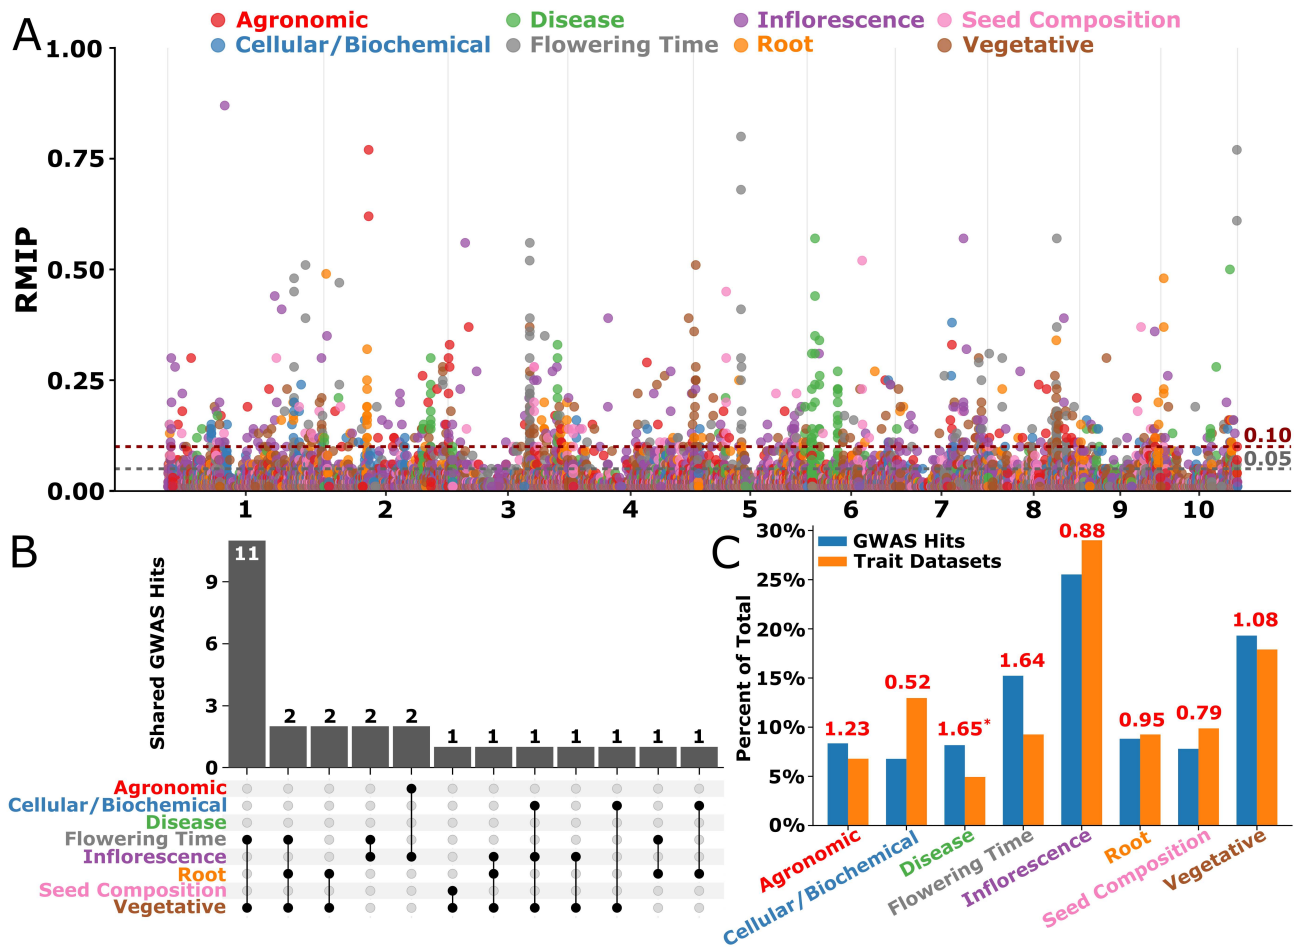 A
Agronomic Disease Inflorescence Seed Composition
Cellular/Biochemical Flowering Time Root Vegetative
1.00
0.75
0.50
0.25
0.00
RMIP
0.10
0.05
1 2 3 4 5 6 7 8 9 10
B
Shared GWAS Hits
9
6
3
0
11 2 2 2 2 1 1 1 1 1 1 1
Agronomic
Cellular/Biochemical
Disease
Flowering Time
Inflorescence
Root
Seed Composition
Vegetative
C
GWAS Hits
Trait Datasets
Percent of Total
30%
25%
20%
15%
10%
5%
0%
1.23 0.52 1.65* 1.64 0.88 0.95 0.79 1.08
Agronomic
Cellular/Biochemical
Disease
Flowering Time
Inflorescence
Root
Seed Composition
Vegetative